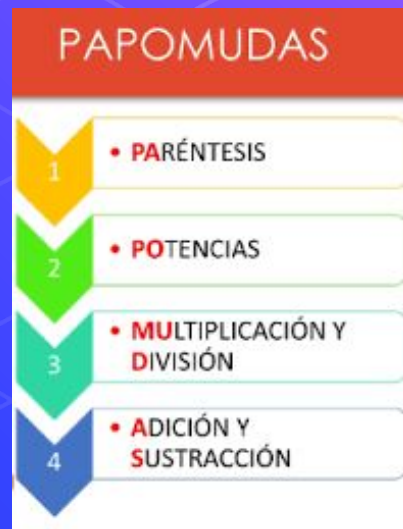 PAPOMUDAS
1
• PARÉNTESIS
2
• POTENCIAS
3
• MULTIPLICACIÓN Y
DIVISIÓN
4
• ADICIÓN Y
SUSTRACCIÓN